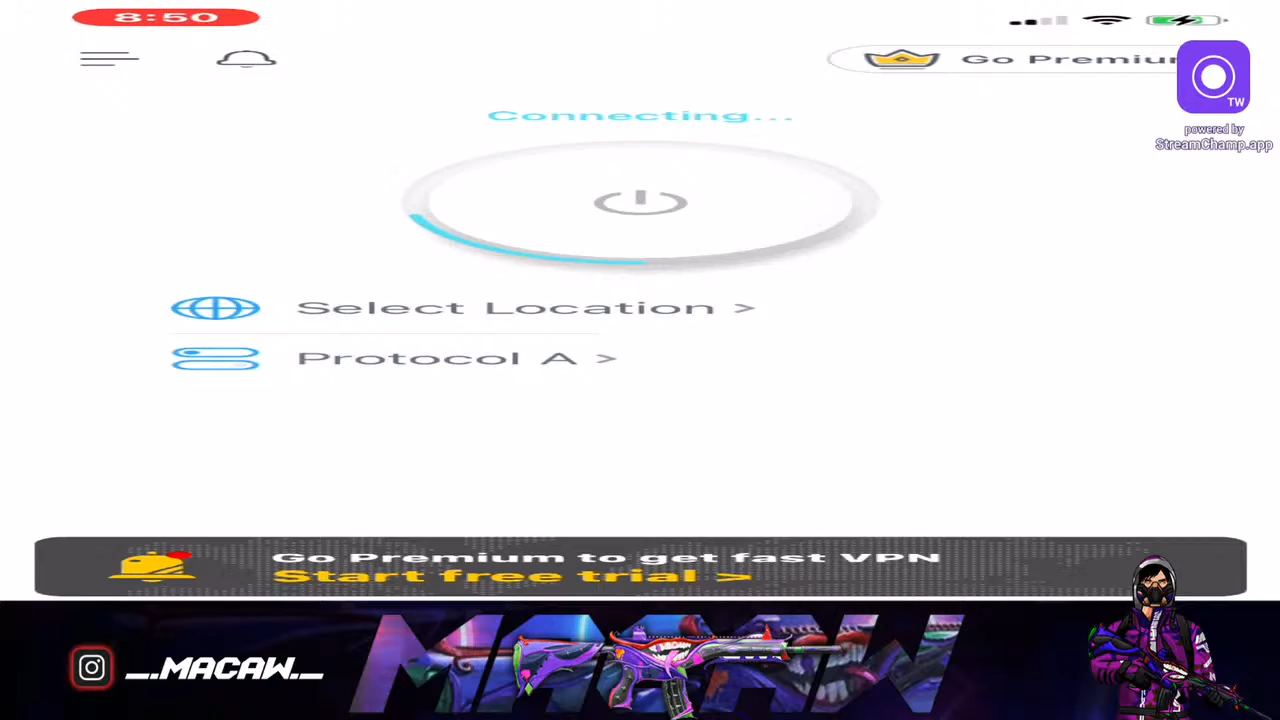 8:50
Go Premium
TW
powered by
StreamChamp.app
Connecting...
Select Location >
Protocol A >
Go Premium to get fast VPN
Start free trial >
MACAW
_.MACAW._